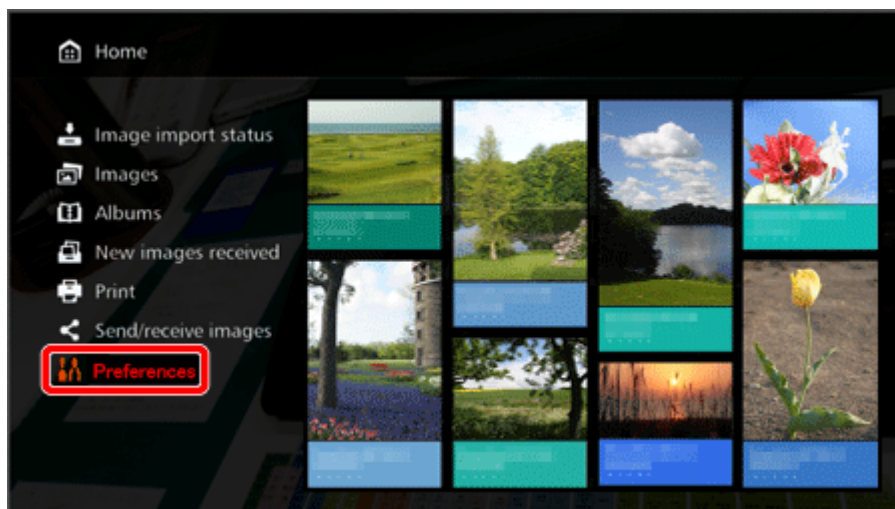 Home
Image import status
Images
Albums
New images received
Print
Send/receive images
Preferences